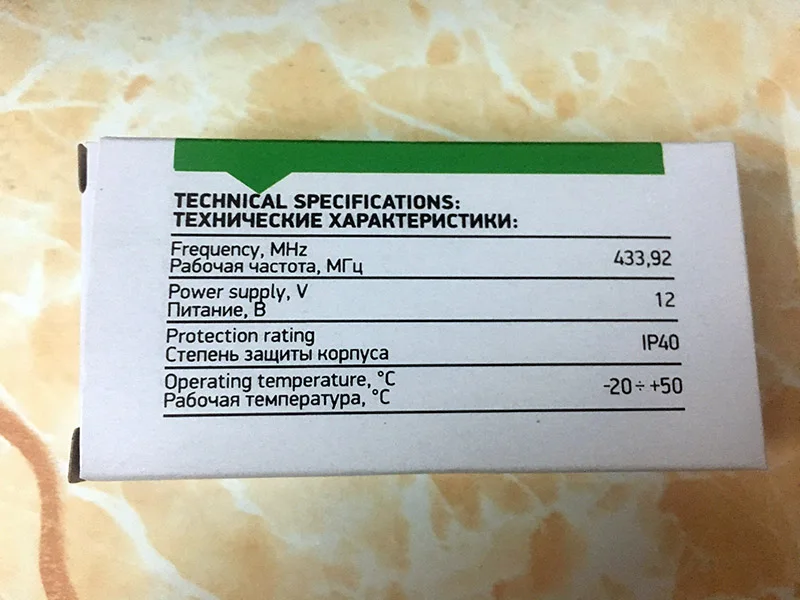 TECHNICAL SPECIFICATIONS:
ТЕХНИЧЕСКИЕ ХАРАКТЕРИСТИКИ:
Frequency, MHz
Рабочая частота, МГц
433,92
Power supply, V
Питание, В
12
Protection rating
Степень защиты корпуса
IP40
Operating temperature, °C
Рабочая температура, °C
-20÷ +50